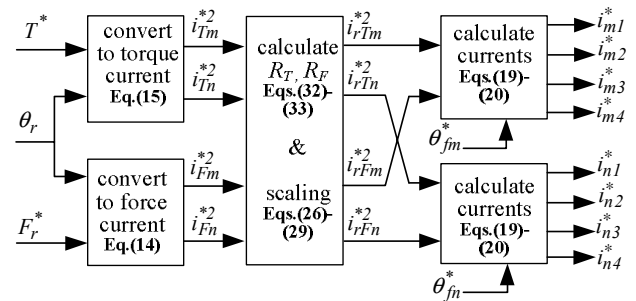 T*
θr
Fr*
convert
to torque
current
Eq.(15)
convert
to force
current
Eq.(14)
i*2Tm
i*2Tn
i*2Fm
i*2Fn
calculate
RT, RF
Eqs.(32)-
(33)
&
scaling
Eqs.(26)-
(29)
i*2rTm
i*2rTn
i*2rFm
i*2rFn
calculate
currents
Eqs.(19)-
(20)
θ*fm
calculate
currents
Eqs.(19)-
(20)
θ*fn
i*m1
i*m2
i*m3
i*m4
i*n1
i*n2
i*n3
i*n4